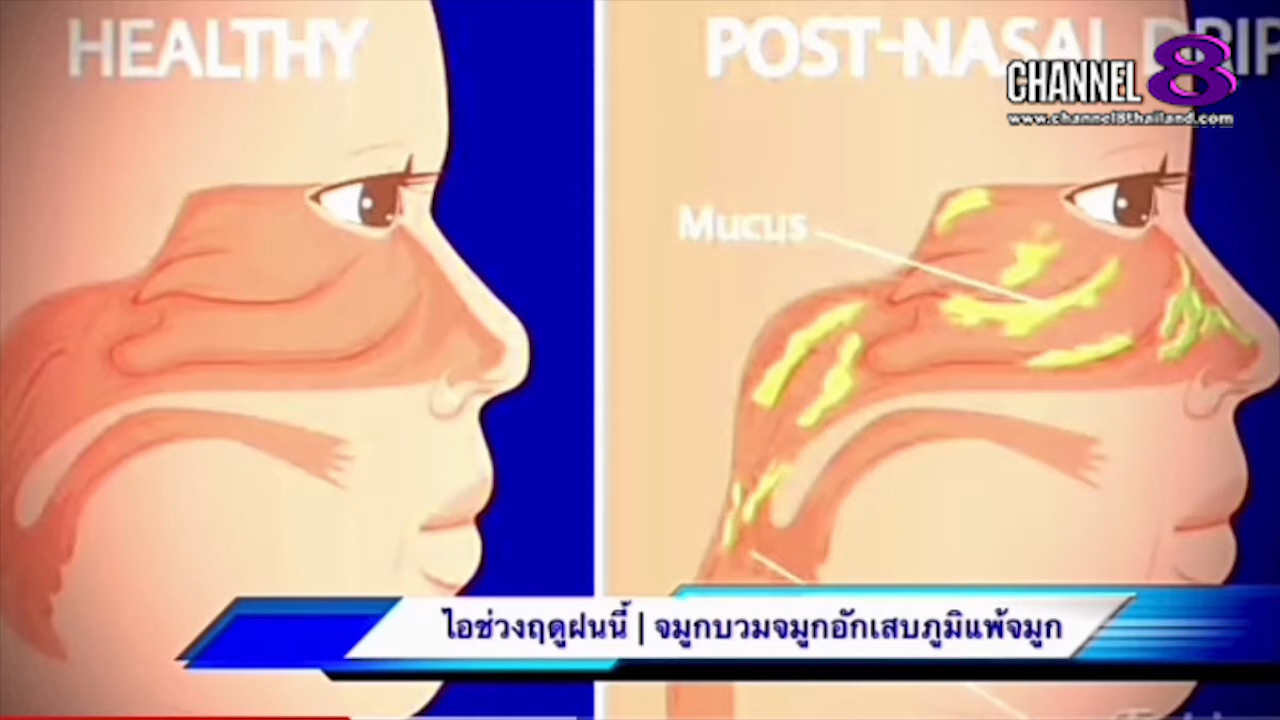 HEALTHY
POST-NASAL DRIP
CHANNEL 8
www.channel8thailand.com
Mucus
ไอช่วงฤดูฝนนี้ | จมูกบวมจมูกอักเสบภูมิแพ้จมูก